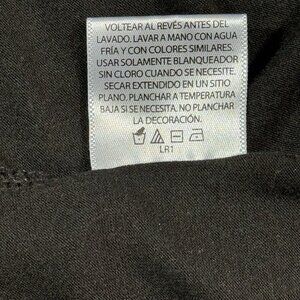 VOLTEAR AL REVÉS ANTES DEL
LAVADO. LAVAR A MANO CON AGUA
FRÍA Y CON COLORES SIMILARES.
USAR SOLAMENTE BLANQUEADOR
SIN CLORO CUANDO SE NECESITE.
SECAR EXTENDIDO EN UN SITIO
PLANO. PLANCHAR A TEMPERATURA
BAJA SI SE NECESITA. NO PLANCHAR
LA DECORACIÓN.
LR1